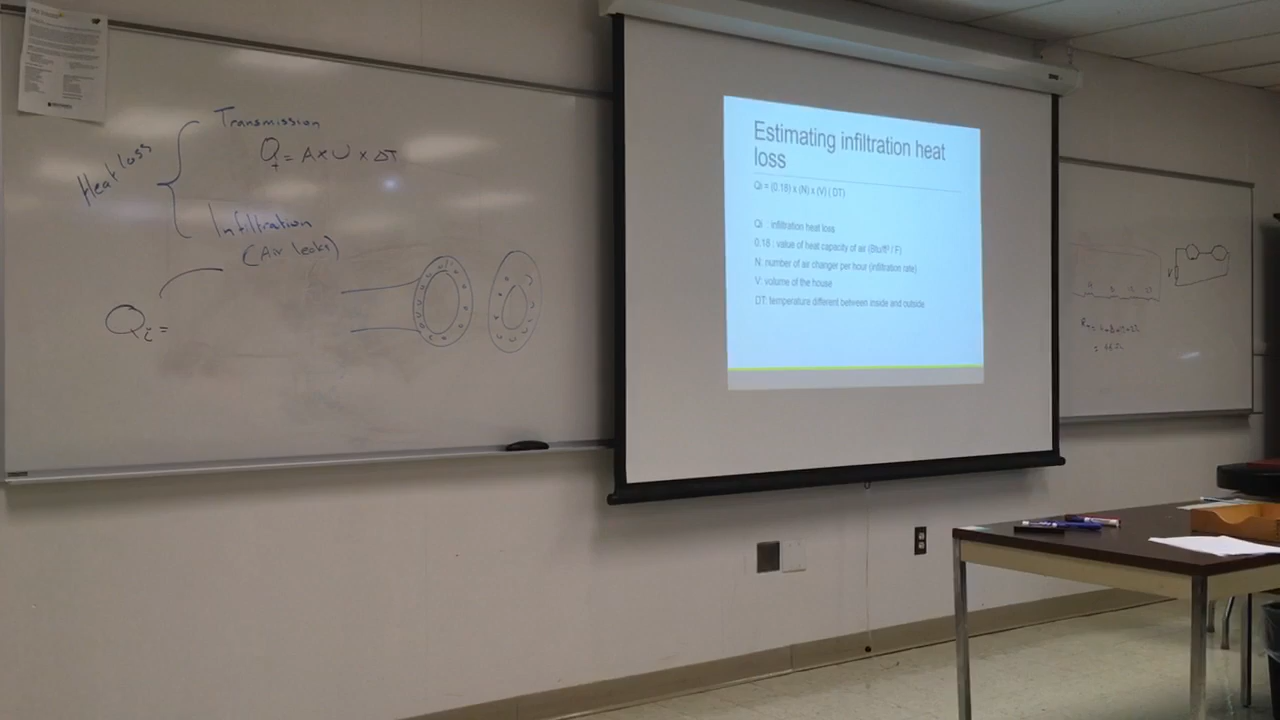 Heat loss
Transmission
Qt = A x U x ΔT
Infiltration
(Air leaks)
Qi =
Estimating infiltration heat
loss
Qi = (0.18) x (N) x (V) ( DT)
Qi infiltration heat loss
0.18 : value of heat capacity of air (Btu/ft³ / F)
N: number of air changer per hour (infiltration rate)
V: volume of the house
DT: temperature different between inside and outside
V